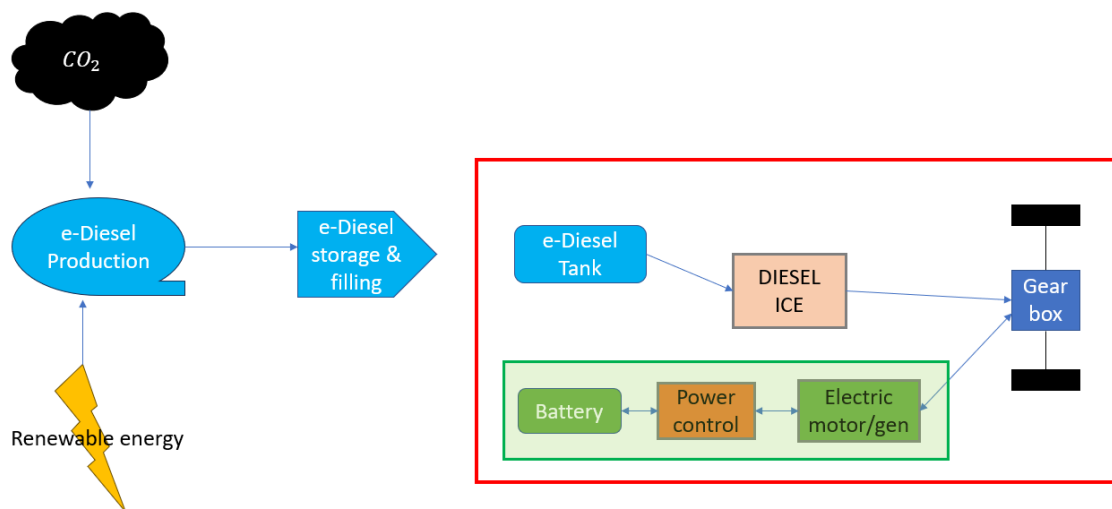 CO₂
e-Diesel
Production
e-Diesel
storage &
filling
Renewable energy
e-Diesel
Tank
DIESEL
ICE
Gear
box
Battery
Power
control
Electric
motor/gen